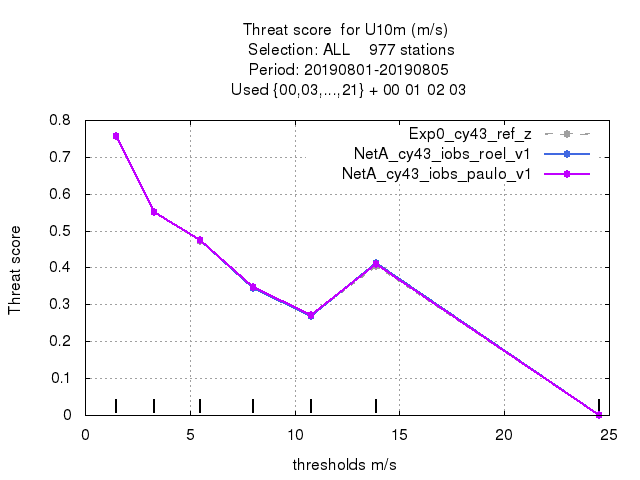 Threat score  for U10m (m/s)
Selection: ALL    977 stations
Period: 20190801-20190805
Used {00,03,...,21} + 00 01 02 03
Exp0_cy43_ref_z
NetA_cy43_iobs_roel_v1
NetA_cy43_iobs_paulo_v1
0.8
0.7
0.6
0.5
0.4
0.3
0.2
0.1
0
Threat score
0 5 10 15 20 25
thresholds m/s